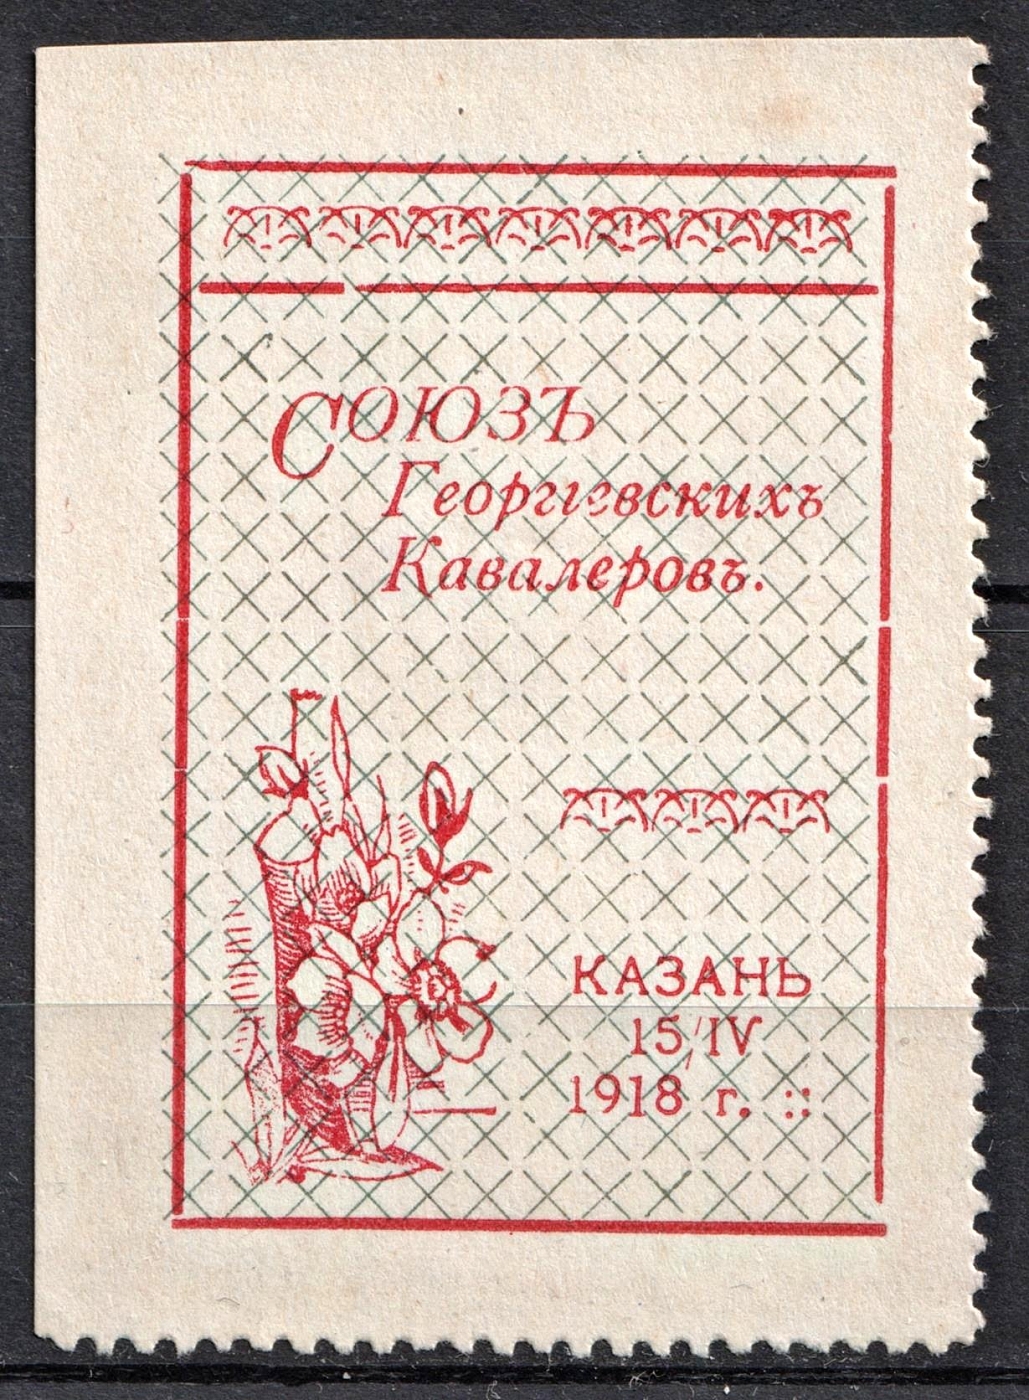 Союзъ
Георгіевскихъ
Кавалеровъ.
КАЗАНЬ
15/IV
1918 г. ::